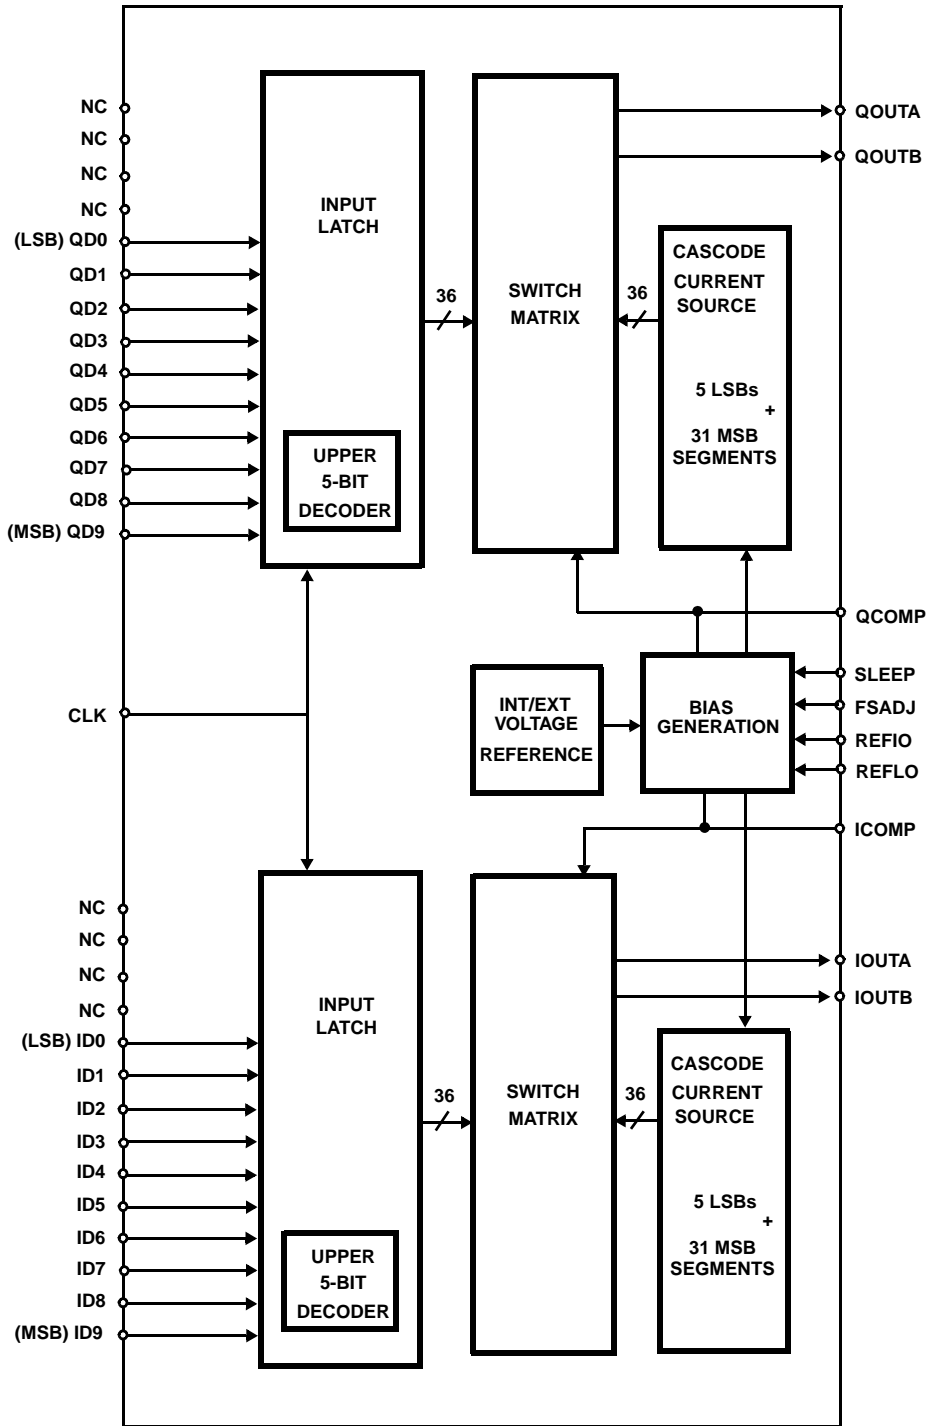 NC
NC
NC
NC
(LSB) QD0
QD1
QD2
QD3
QD4
QD5
QD6
QD7
QD8
(MSB) QD9
INPUT
LATCH
UPPER
5-BIT
DECODER
36
SWITCH
MATRIX
36
CASCODE
CURRENT
SOURCE
5 LSBs
+
31 MSB
SEGMENTS
QOUTA
QOUTB
QCOMP
CLK
INT/EXT
VOLTAGE
REFERENCE
BIAS
GENERATION
SLEEP
FSADJ
REFIO
REFLO
ICOMP
NC
NC
NC
NC
(LSB) ID0
ID1
ID2
ID3
ID4
ID5
ID6
ID7
ID8
(MSB) ID9
INPUT
LATCH
UPPER
5-BIT
DECODER
36
SWITCH
MATRIX
36
CASCODE
CURRENT
SOURCE
5 LSBs
+
31 MSB
SEGMENTS
IOUTA
IOUTB